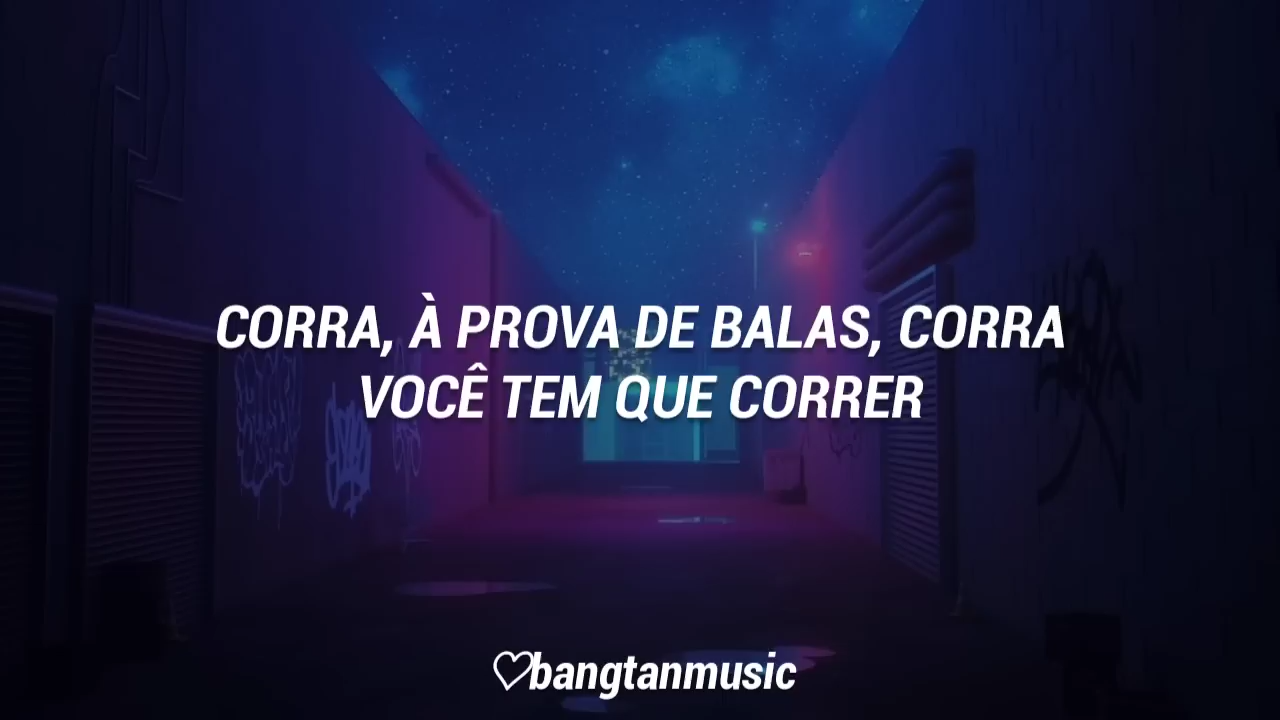 CORRA, À PROVA DE BALAS, CORRA
VOCÊ TEM QUE CORRER
♡bangtanmusic